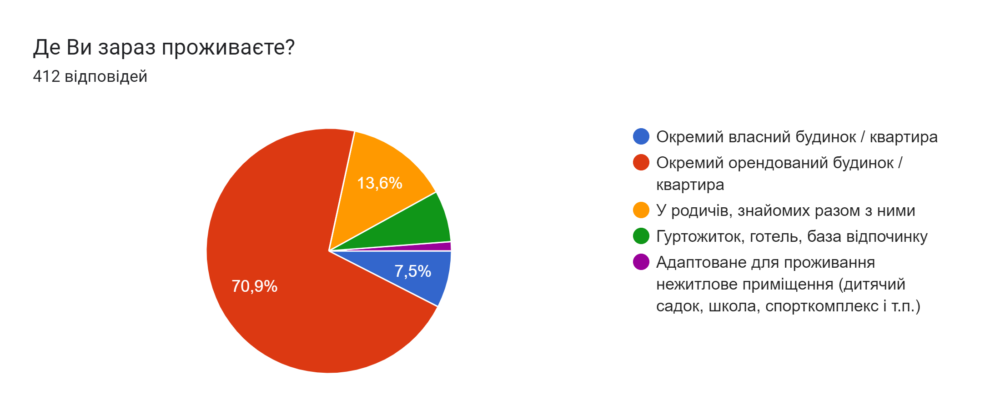 Де Ви зараз проживаєте?
412 відповідей
13,6%
7,5%
70,9%
Окремий власний будинок / квартира
Окремий орендований будинок /
квартира
У родичів, знайомих разом з ними
Гуртожиток, готель, база відпочинку
Адаптоване для проживання
нежитлове приміщення (дитячий
садок, школа, спорткомплекс і т.п.)